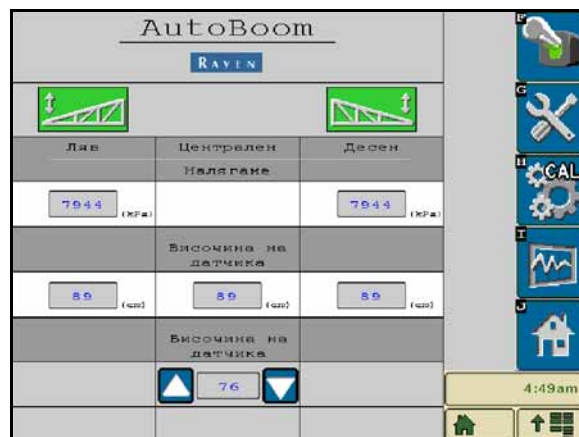 AutoBoom
RAVEN
Ляв Централен Десен
Налягане
7944 (kPa) 7944 (kPa)
Височина на
датчика
89 (cm) 89 (cm) 89 (cm)
Височина на
датчика
76
F
G
H
CAL
I
J
4:49am